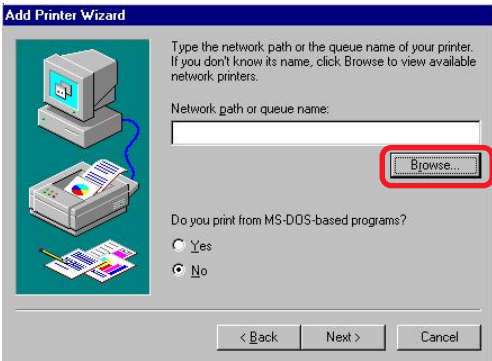 Add Printer Wizard
Type the network path or the queue name of your printer.
If you don't know its name, click Browse to view available
network printers.
Network path or queue name:
Browse...
Do you print from MS-DOS-based programs?
Yes
No
< Back
Next >
Cancel